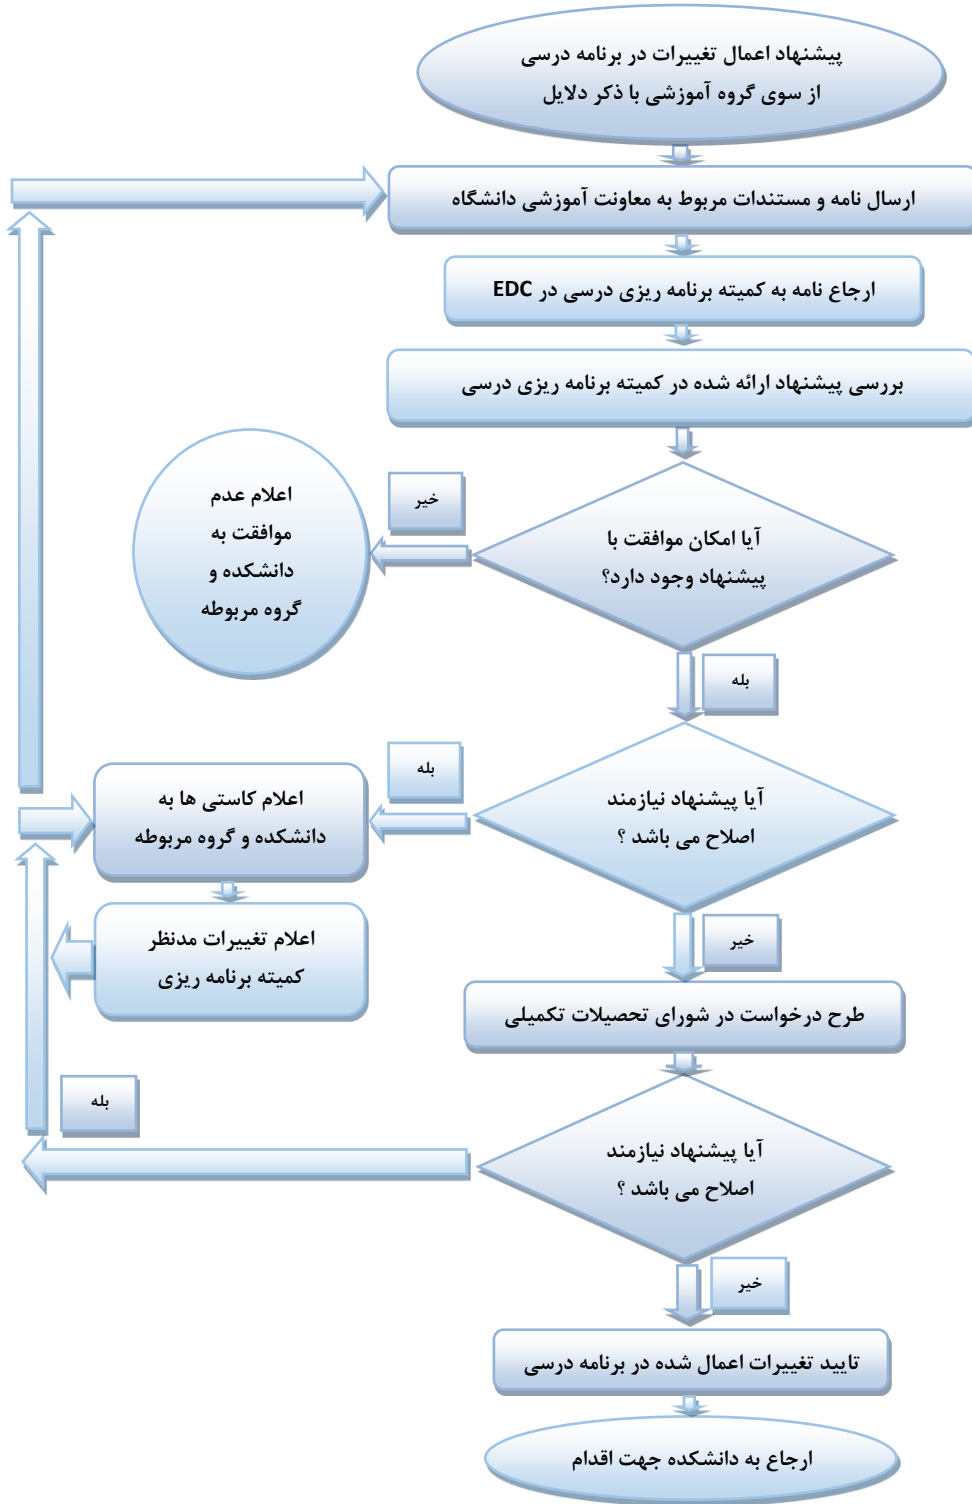 پیشنهاد اعمال تغییرات در برنامه درسی
از سوی گروه آموزشی با ذکر دلایل
ارسال نامه و مستندات مربوط به معاونت آموزشی دانشگاه
ارجاع نامه به کمیته برنامه ریزی درسی در EDC
بررسی پیشنهاد ارائه شده در کمیته برنامه ریزی درسی
آیا امکان موافقت با
پیشنهاد وجود دارد؟
خیر
اعلام عدم
موافقت به
دانشکده و
گروه مربوطه
بله
آیا پیشنهاد نیازمند
اصلاح می باشد ؟
بله
اعلام کاستی ها به
دانشکده و گروه مربوطه
اعلام تغییرات مدنظر
کمیته برنامه ریزی
خیر
طرح درخواست در شورای تحصیلات تکمیلی
آیا پیشنهاد نیازمند
اصلاح می باشد ؟
بله
خیر
تایید تغییرات اعمال شده در برنامه درسی
ارجاع به دانشکده جهت اقدام